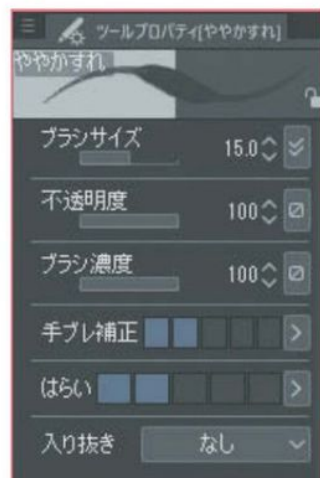 ツールプロパティ[ややかすれ]
ややかすれ
ブラシサイズ 15.0
不透明度 100
ブラシ濃度 100
手ブレ補正
はらい
入り抜き なし